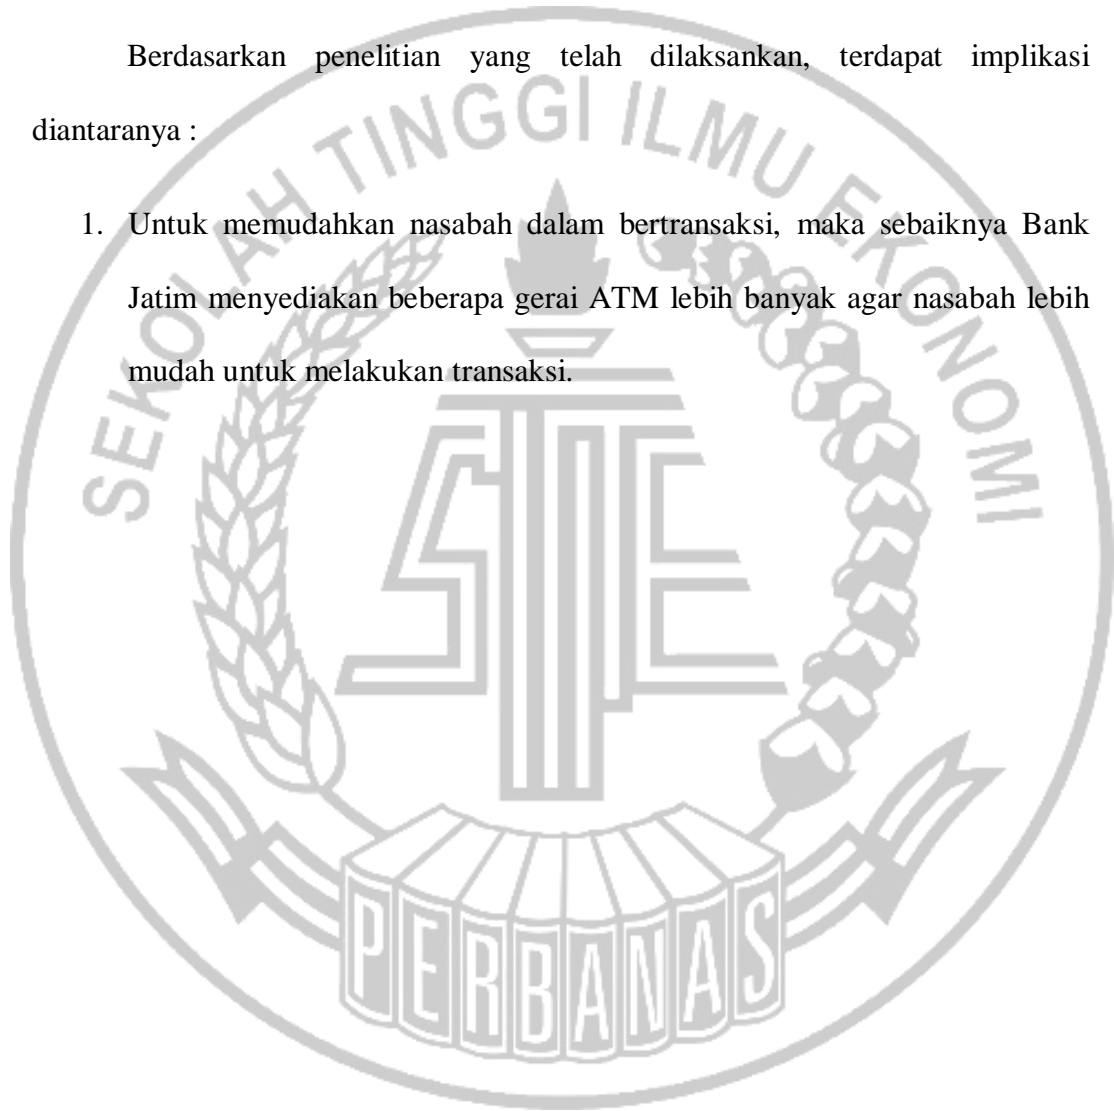 Berdasarkan penelitian yang telah dilaksankan, terdapat implikasi
diantaranya :
1. Untuk memudahkan nasabah dalam bertransaksi, maka sebaiknya Bank
Jatim menyediakan beberapa gerai ATM lebih banyak agar nasabah lebih
mudah untuk melakukan transaksi.
SEKOLAH TINGGI ILMU EKONOMI
STIE
PERBANAS